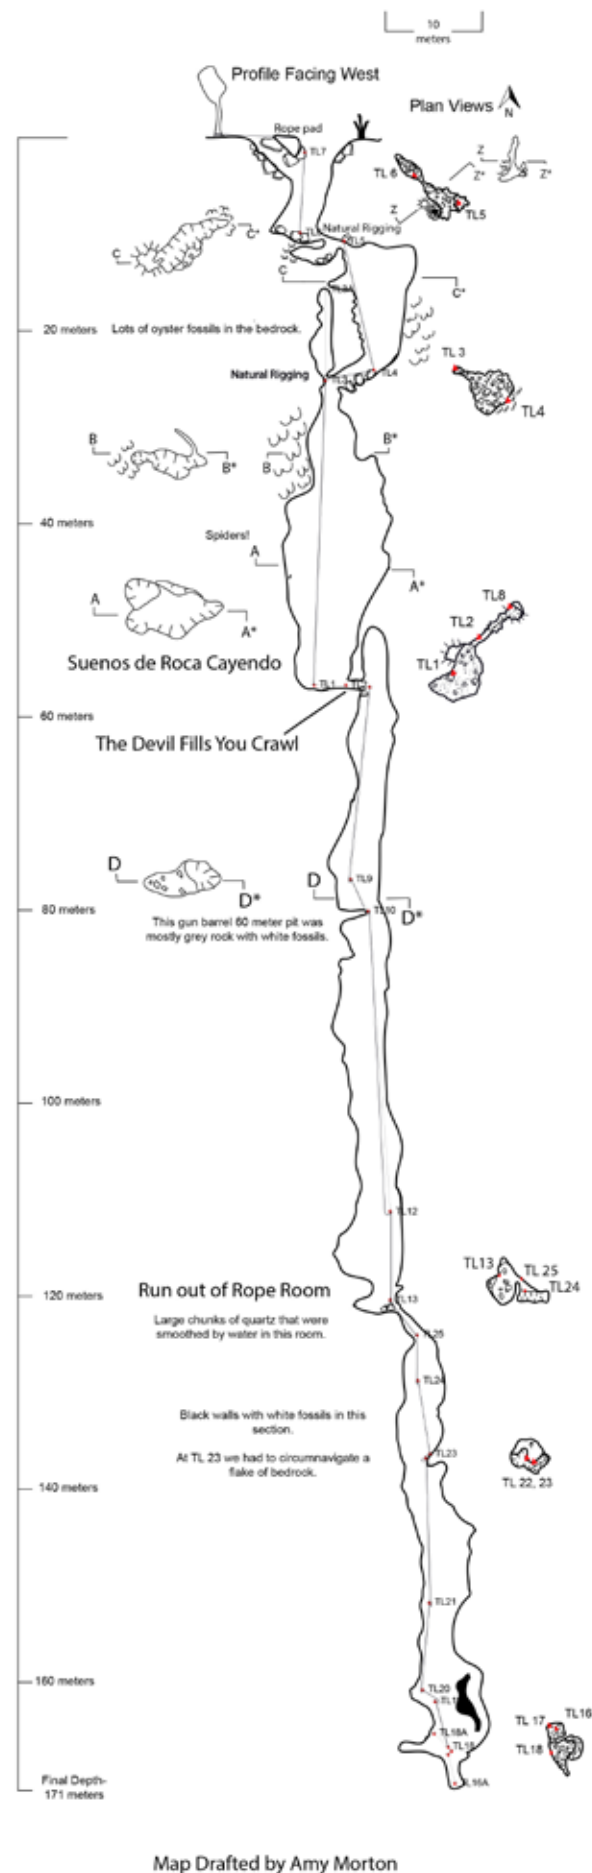 10
meters
Profile Facing West
Plan Views
N
Rope pad
TL7
Z
Z*
Z*
TL 6
Z
TL5
Natural Rigging
TL5
C*
C
C
C*
20 meters
Lots of oyster fossils in the bedrock.
TL 3
Natural Rigging
TL3
TL4
TL4
B
B*
B
B*
40 meters
Spiders!
A
A*
A
A*
TL8
TL2
TL1
Suenos de Roca Cayendo
TL1
60 meters
The Devil Fills You Crawl
D
D*
TL9
D
D*
80 meters
TL10
This gun barrel 60 meter pit was
mostly grey rock with white fossils.
100 meters
TL12
TL13
TL 25
TL24
Run out of Rope Room
120 meters
TL13
Large chunks of quartz that were
smoothed by water in this room.
TL25
TL24
Black walls with white fossils in this
section.
At TL 23 we had to circumnavigate a
flake of bedrock.
TL23
TL 22, 23
140 meters
TL21
160 meters
TL20
TL 17
TL16
TL18A
TL18
TL18
Final Depth-
171 meters
TL16A
Map Drafted by Amy Morton